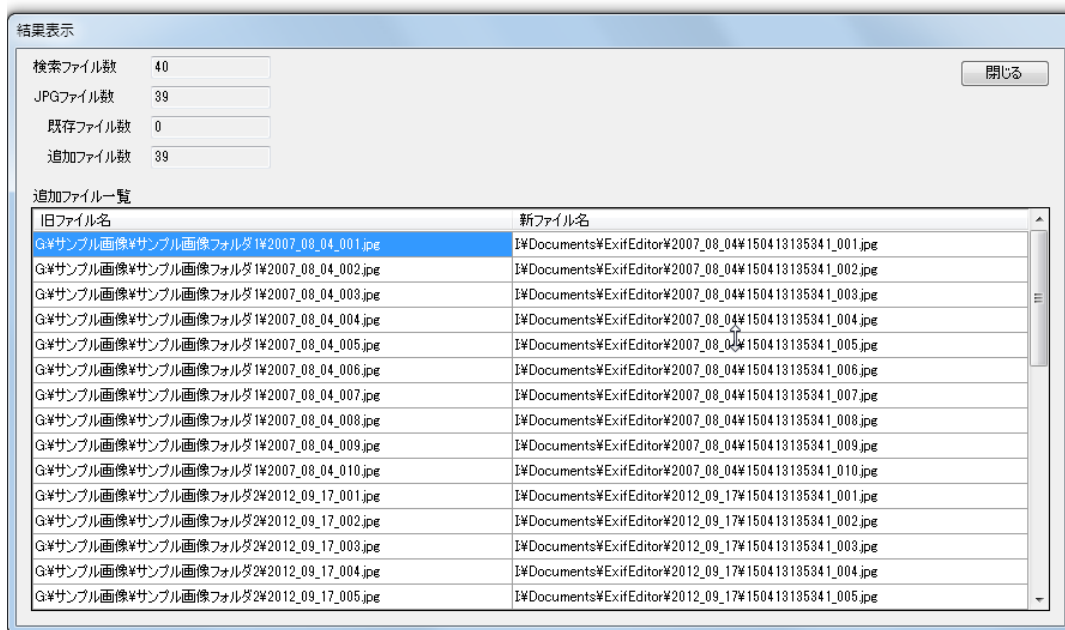 結果表示
検索ファイル数 40
閉じる
JPGファイル数 39
既存ファイル数 0
追加ファイル数 39
追加ファイル一覧
旧ファイル名 新ファイル名
G:¥サンプル画像¥サンプル画像フォルダ1¥2007_08_04_001.jpg I:¥Documents¥ExifEditor¥2007_08_04¥150413135341_001.jpg
G:¥サンプル画像¥サンプル画像フォルダ1¥2007_08_04_002.jpg I:¥Documents¥ExifEditor¥2007_08_04¥150413135341_002.jpg
G:¥サンプル画像¥サンプル画像フォルダ1¥2007_08_04_003.jpg I:¥Documents¥ExifEditor¥2007_08_04¥150413135341_003.jpg
G:¥サンプル画像¥サンプル画像フォルダ1¥2007_08_04_004.jpg I:¥Documents¥ExifEditor¥2007_08_04¥150413135341_004.jpg
G:¥サンプル画像¥サンプル画像フォルダ1¥2007_08_04_005.jpg I:¥Documents¥ExifEditor¥2007_08_04¥150413135341_005.jpg
G:¥サンプル画像¥サンプル画像フォルダ1¥2007_08_04_006.jpg I:¥Documents¥ExifEditor¥2007_08_04¥150413135341_006.jpg
G:¥サンプル画像¥サンプル画像フォルダ1¥2007_08_04_007.jpg I:¥Documents¥ExifEditor¥2007_08_04¥150413135341_007.jpg
G:¥サンプル画像¥サンプル画像フォルダ1¥2007_08_04_008.jpg I:¥Documents¥ExifEditor¥2007_08_04¥150413135341_008.jpg
G:¥サンプル画像¥サンプル画像フォルダ1¥2007_08_04_009.jpg I:¥Documents¥ExifEditor¥2007_08_04¥150413135341_009.jpg
G:¥サンプル画像¥サンプル画像フォルダ1¥2007_08_04_010.jpg I:¥Documents¥ExifEditor¥2007_08_04¥150413135341_010.jpg
G:¥サンプル画像¥サンプル画像フォルダ2¥2012_09_17_001.jpg I:¥Documents¥ExifEditor¥2012_09_17¥150413135341_001.jpg
G:¥サンプル画像¥サンプル画像フォルダ2¥2012_09_17_002.jpg I:¥Documents¥ExifEditor¥2012_09_17¥150413135341_002.jpg
G:¥サンプル画像¥サンプル画像フォルダ2¥2012_09_17_003.jpg I:¥Documents¥ExifEditor¥2012_09_17¥150413135341_003.jpg
G:¥サンプル画像¥サンプル画像フォルダ2¥2012_09_17_004.jpg I:¥Documents¥ExifEditor¥2012_09_17¥150413135341_004.jpg
G:¥サンプル画像¥サンプル画像フォルダ2¥2012_09_17_005.jpg I:¥Documents¥ExifEditor¥2012_09_17¥150413135341_005.jpg